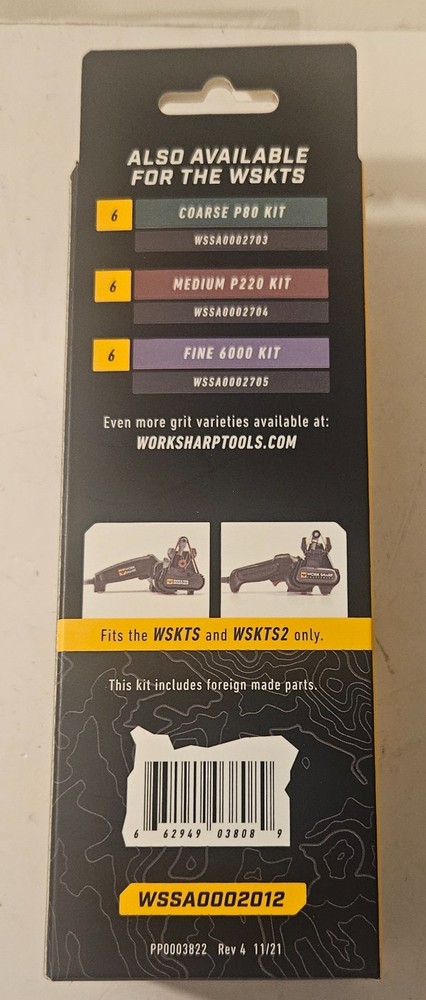 ALSO AVAILABLE
FOR THE WSKTS
6 COARSE P80 KIT
WSSA0002703
6 MEDIUM P220 KIT
WSSA0002704
6 FINE 6000 KIT
WSSA0002705
Even more grit varieties available at:
WORKSHARPTOOLS.COM
WORK SHARP
Fits the WSKTS and WSKTS2 only.
This kit includes foreign made parts.
6 62949 03808 9
WSSA0002012
PP0003822 Rev 4 11/21